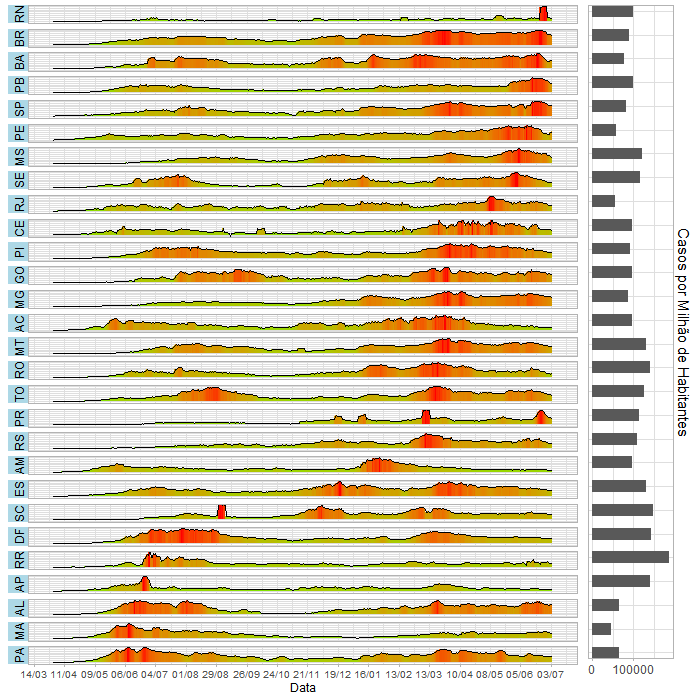 RN
BR
BA
PB
SP
PE
MS
SE
RJ
CE
PI
GO
MG
AC
MT
RO
TO
PR
RS
AM
ES
SC
DF
RR
AP
AL
MA
PA
14/03 11/04 09/05 06/06 04/07 01/08 29/08 26/09 24/10 21/11 19/12 16/01 13/02 13/03 10/04 08/05 05/06 03/07
Data
0 100000
Casos por Milhão de Habitantes